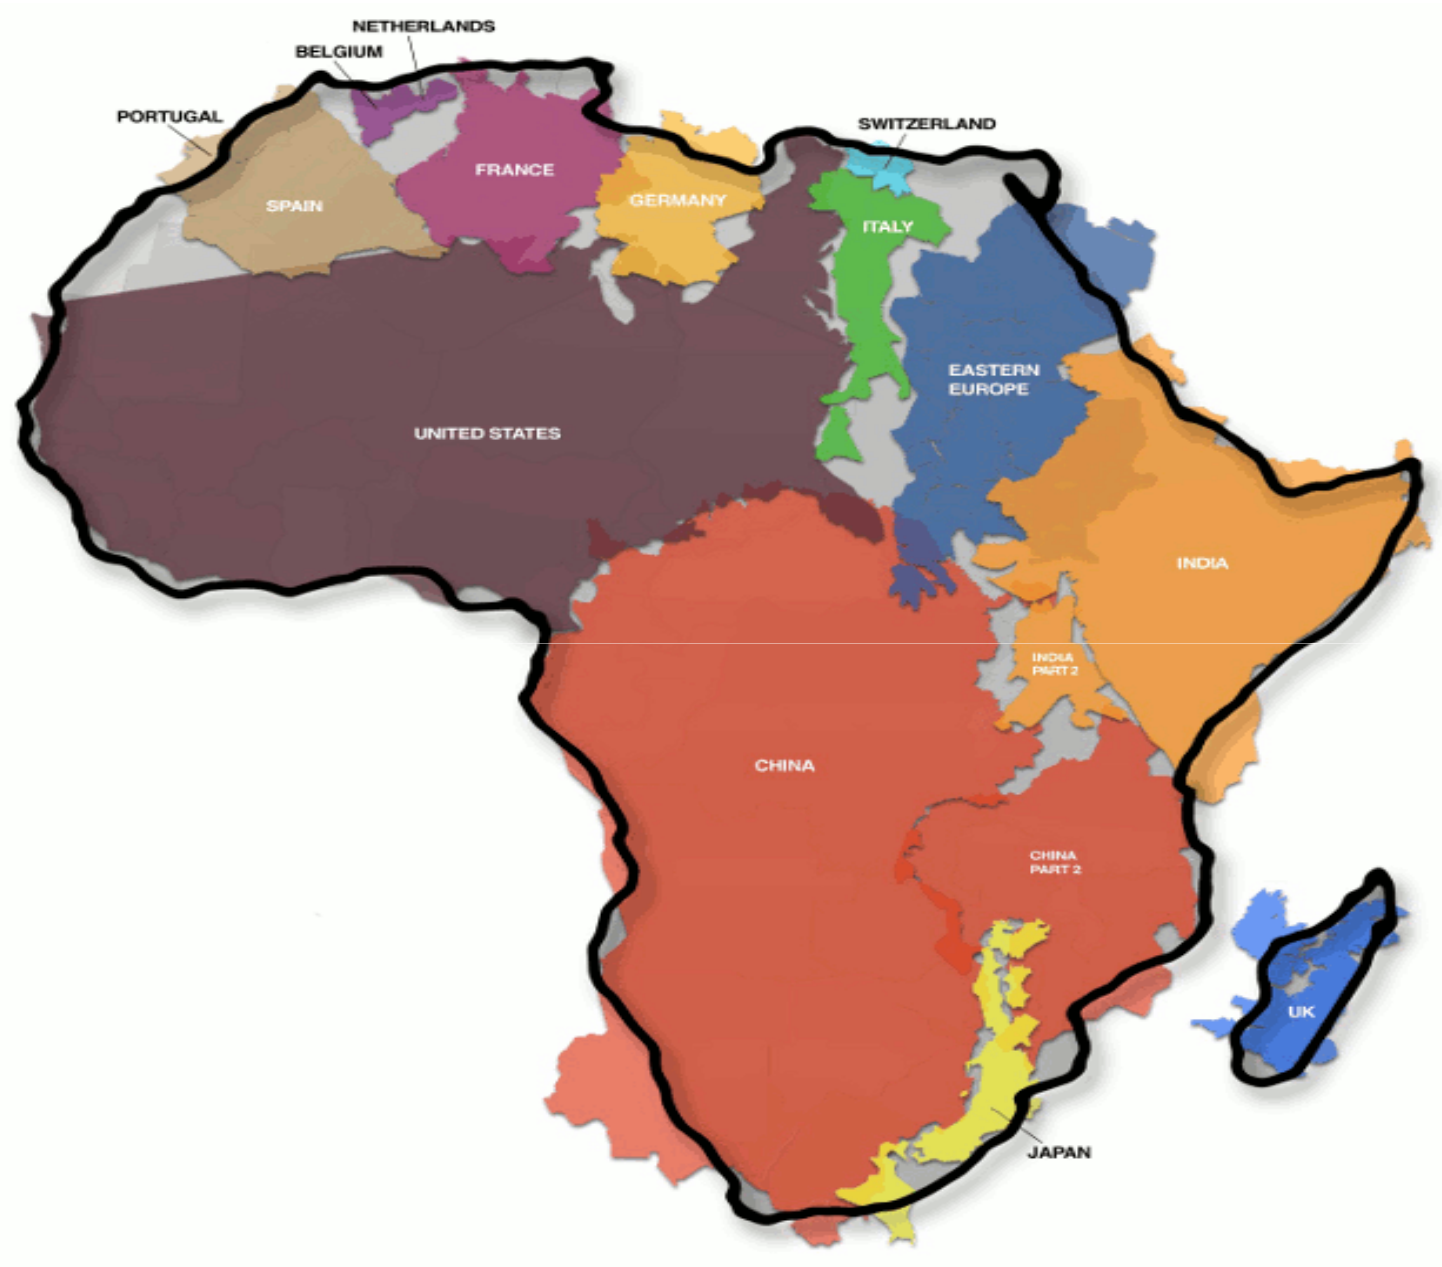 NETHERLANDS
BELGIUM
PORTUGAL
SWITZERLAND
FRANCE
SPAIN
GERMANY
ITALY
EASTERN
EUROPE
UNITED STATES
INDIA
INDIA
PART 2
CHINA
CHINA
PART 2
UK
JAPAN